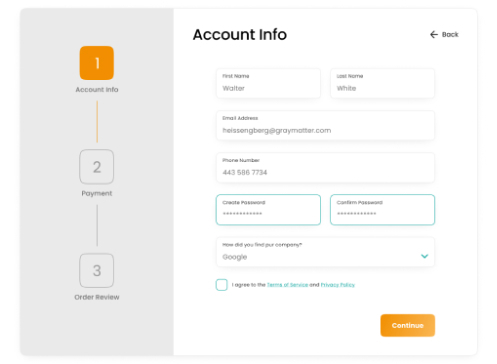 1
Account Info
2
Payment
3
Order Review
Account Info
← Back
First Name
Walter
Last Name
White
Email Address
heissengberg@graymatter.com
Phone Number
443 586 7734
Create Password
************
Confirm Password
************
How did you find our company?*
Google
I agree to the Terms of Service and Privacy Policy
Continue